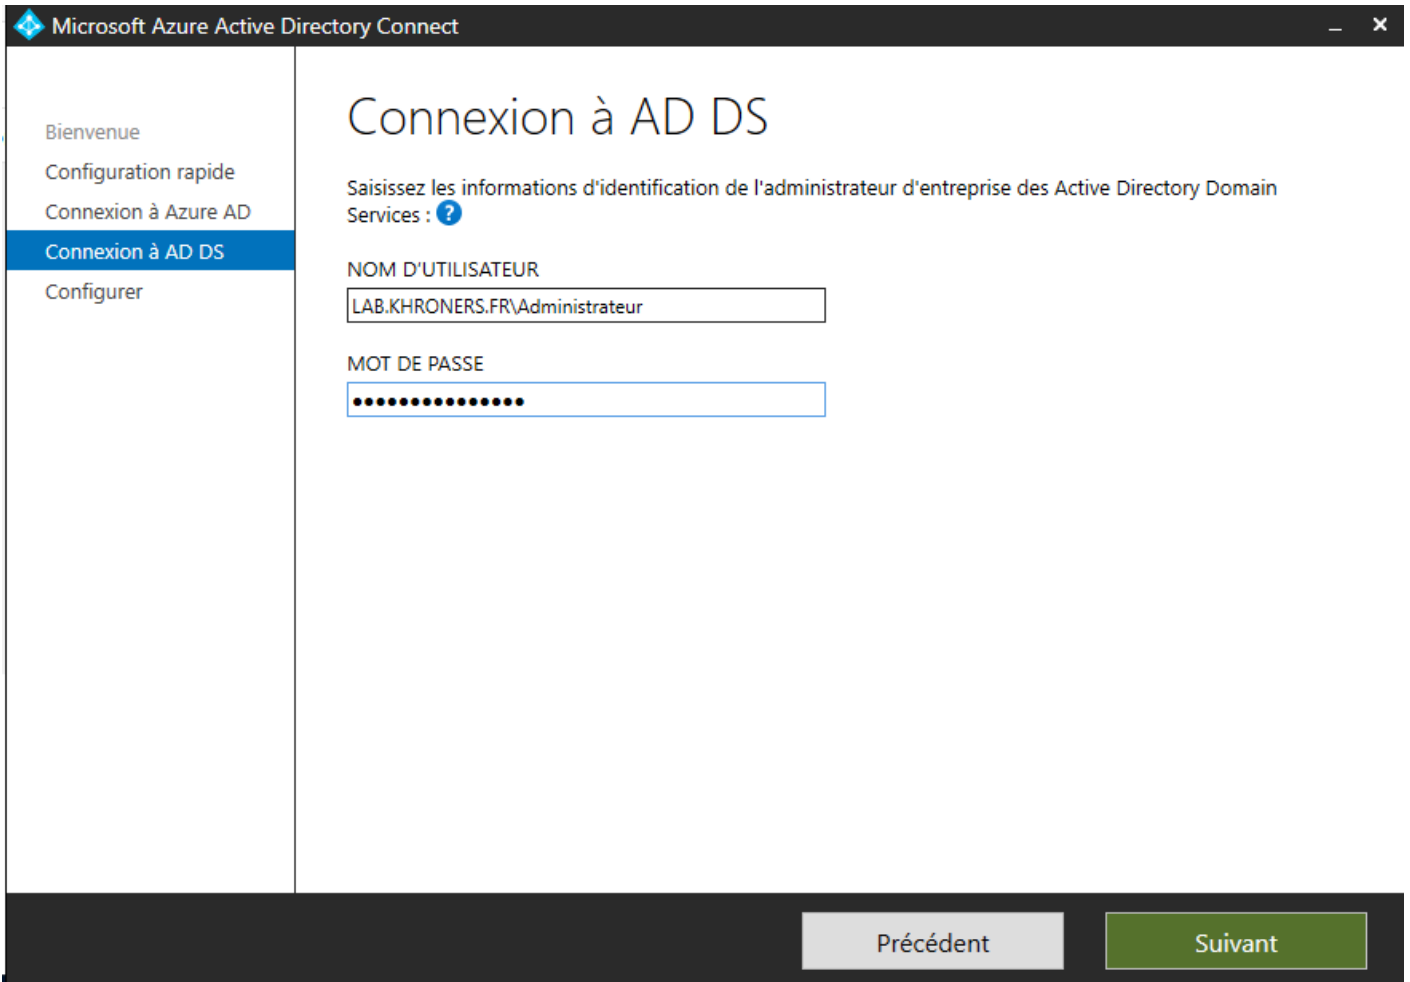 Microsoft Azure Active Directory Connect
Bienvenue
Configuration rapide
Connexion à Azure AD
Connexion à AD DS
Configurer
Connexion à AD DS
Saisissez les informations d'identification de l'administrateur d'entreprise des Active Directory Domain
Services : ?
NOM D'UTILISATEUR
LAB.KHRONERS.FR\Administrateur
MOT DE PASSE
●●●●●●●●●●●●●●●
Précédent
Suivant